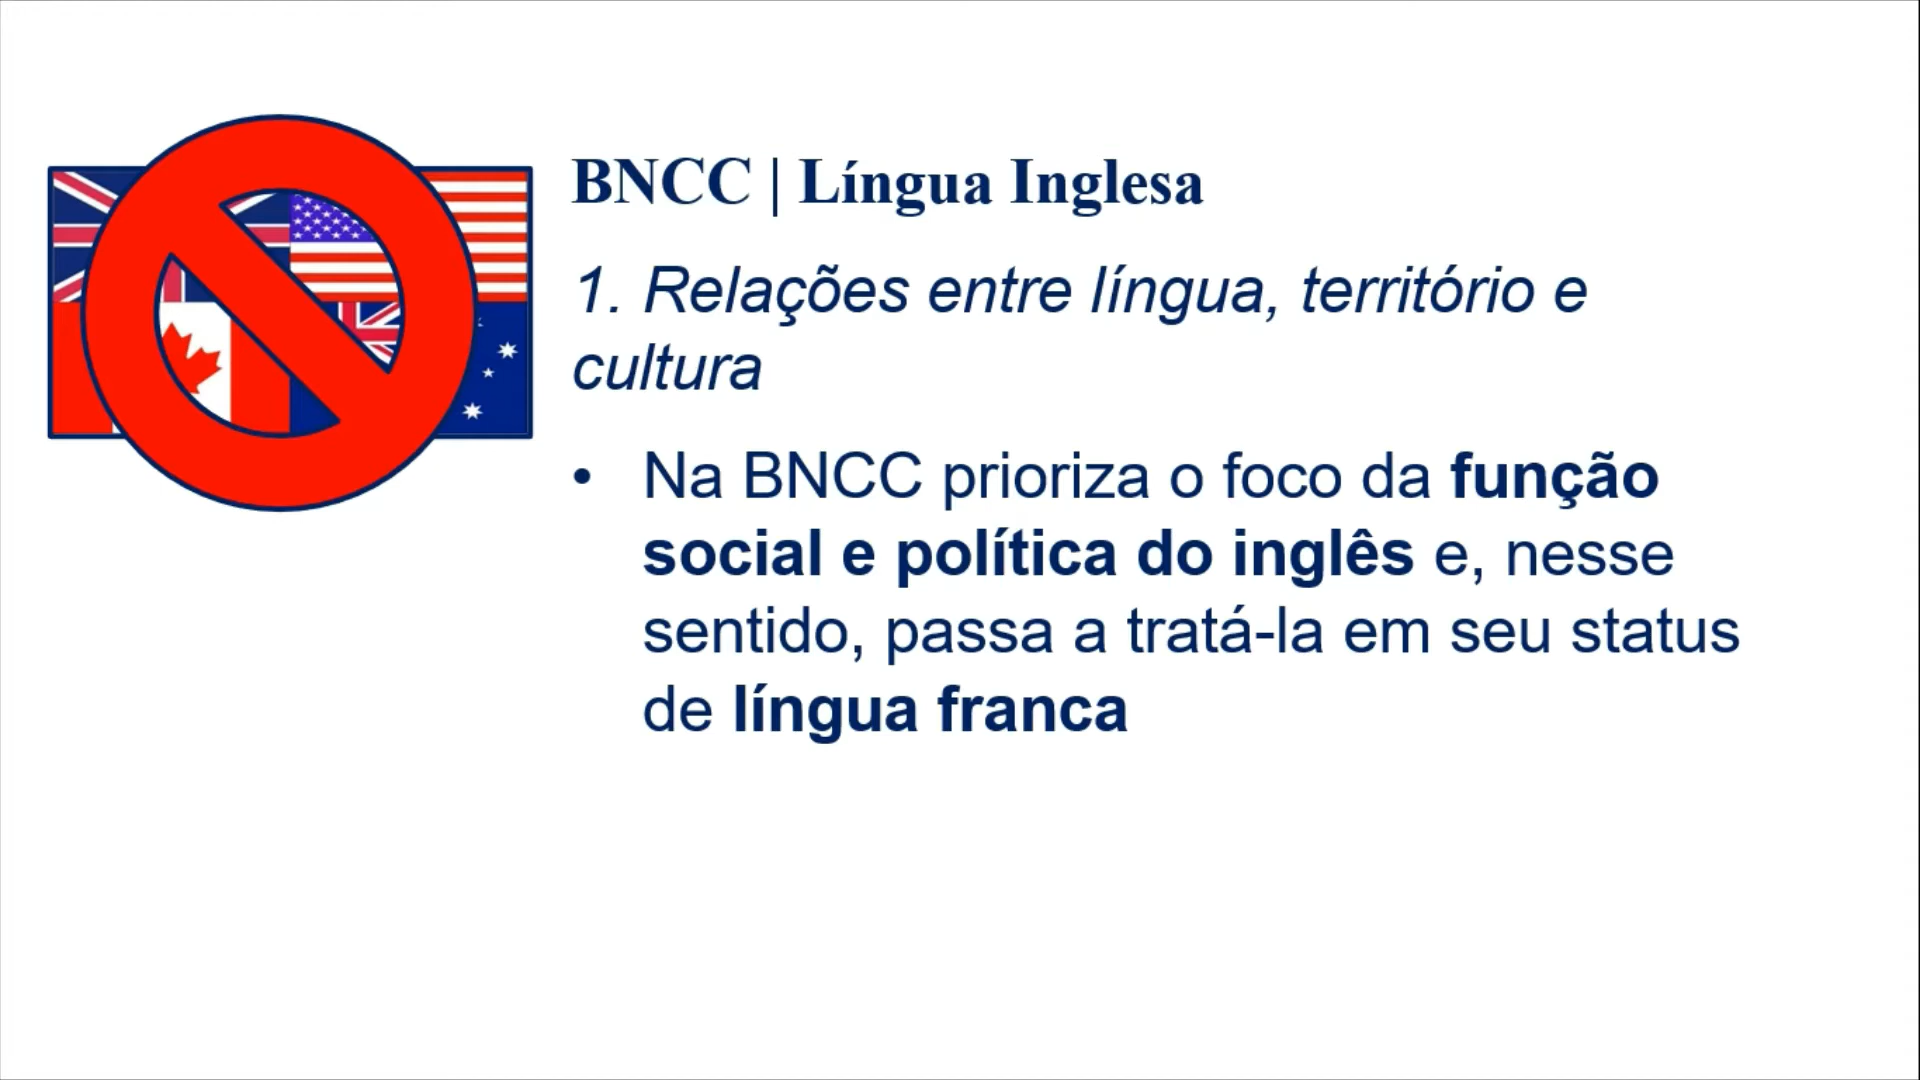 BNCC | Língua Inglesa
1. Relações entre língua, território e
cultura
• Na BNCC prioriza o foco da função
social e política do inglês e, nesse
sentido, passa a tratá-la em seu status
de língua franca